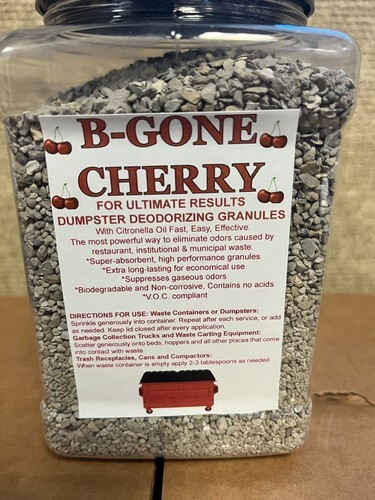 B-GONE
CHERRY
FOR ULTIMATE RESULTS
DUMPSTER DEODORIZING GRANULES
With Citronella Oil Fast, Easy, Effective.
The most powerful way to eliminate odors caused by
restaurant, institutional & municipal waste.
*Super-absorbent, high performance granules
*Extra long-lasting for economical use
*Suppresses gaseous odors
*Biodegradable and Non-corrosive, Contains no acids
*V.O.C. compliant
DIRECTIONS FOR USE: Waste Containers or Dumpsters:
Sprinkle generously into container. Repeat after each service, or add
as needed. Keep lid closed after every application.
Garbage Collection Trucks and Waste Carting Equipment:
Scatter generously onto beds, hoppers and all other places that come
into contact with waste
Trash Receptacles, Cans and Compactors:
When waste container is empty apply 2-3 tablespoons as needed.